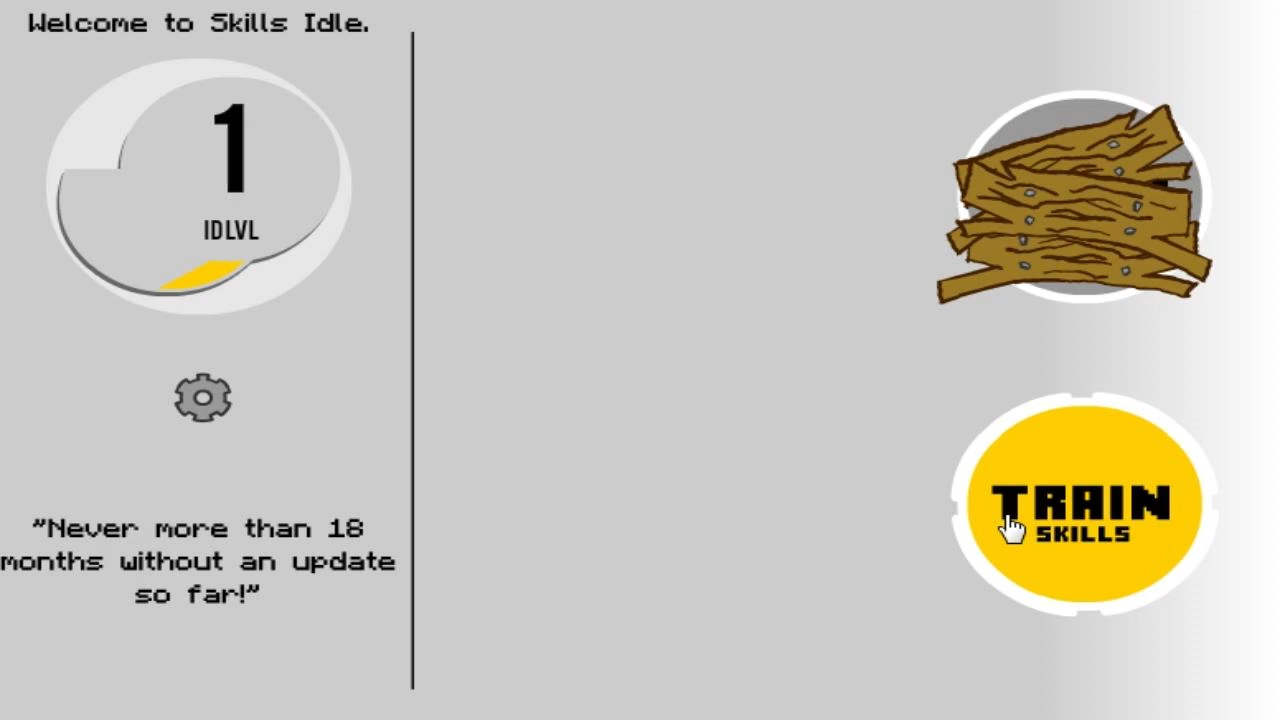 Welcome to Skills Idle.
1
IDLVL
"Never more than 18
months without an update
so far!"
TRAIN
SKILLS